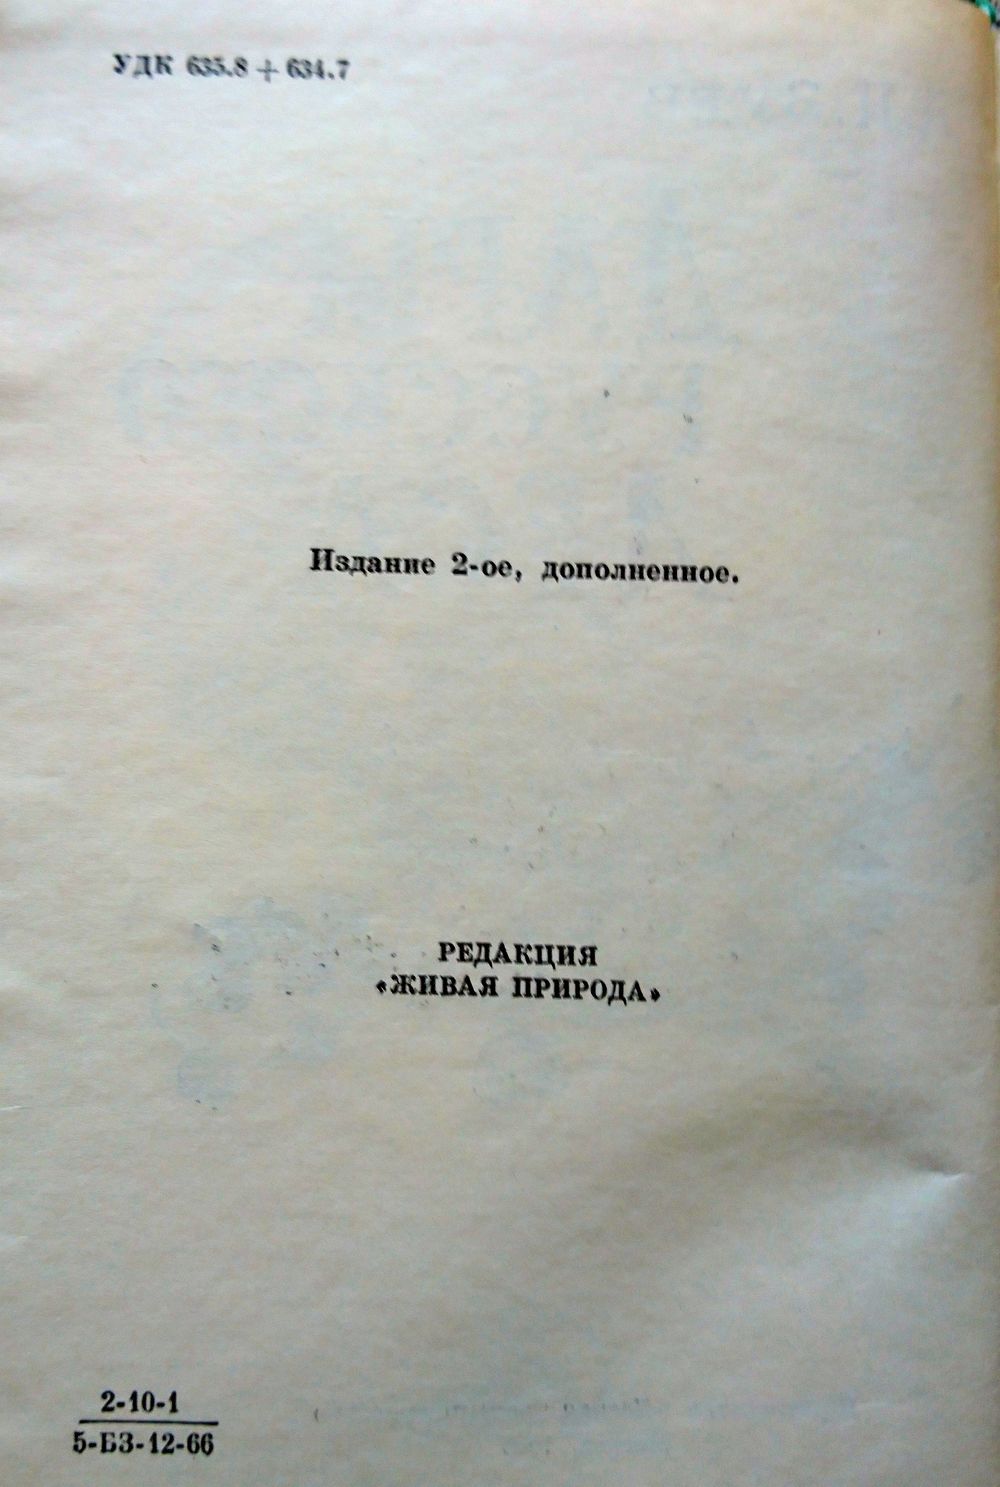 УДК 635.8 + 634.7
Издание 2-ое, дополненное.
РЕДАКЦИЯ
«ЖИВАЯ ПРИРОДА»
2-10-1
5-БЗ-12-66